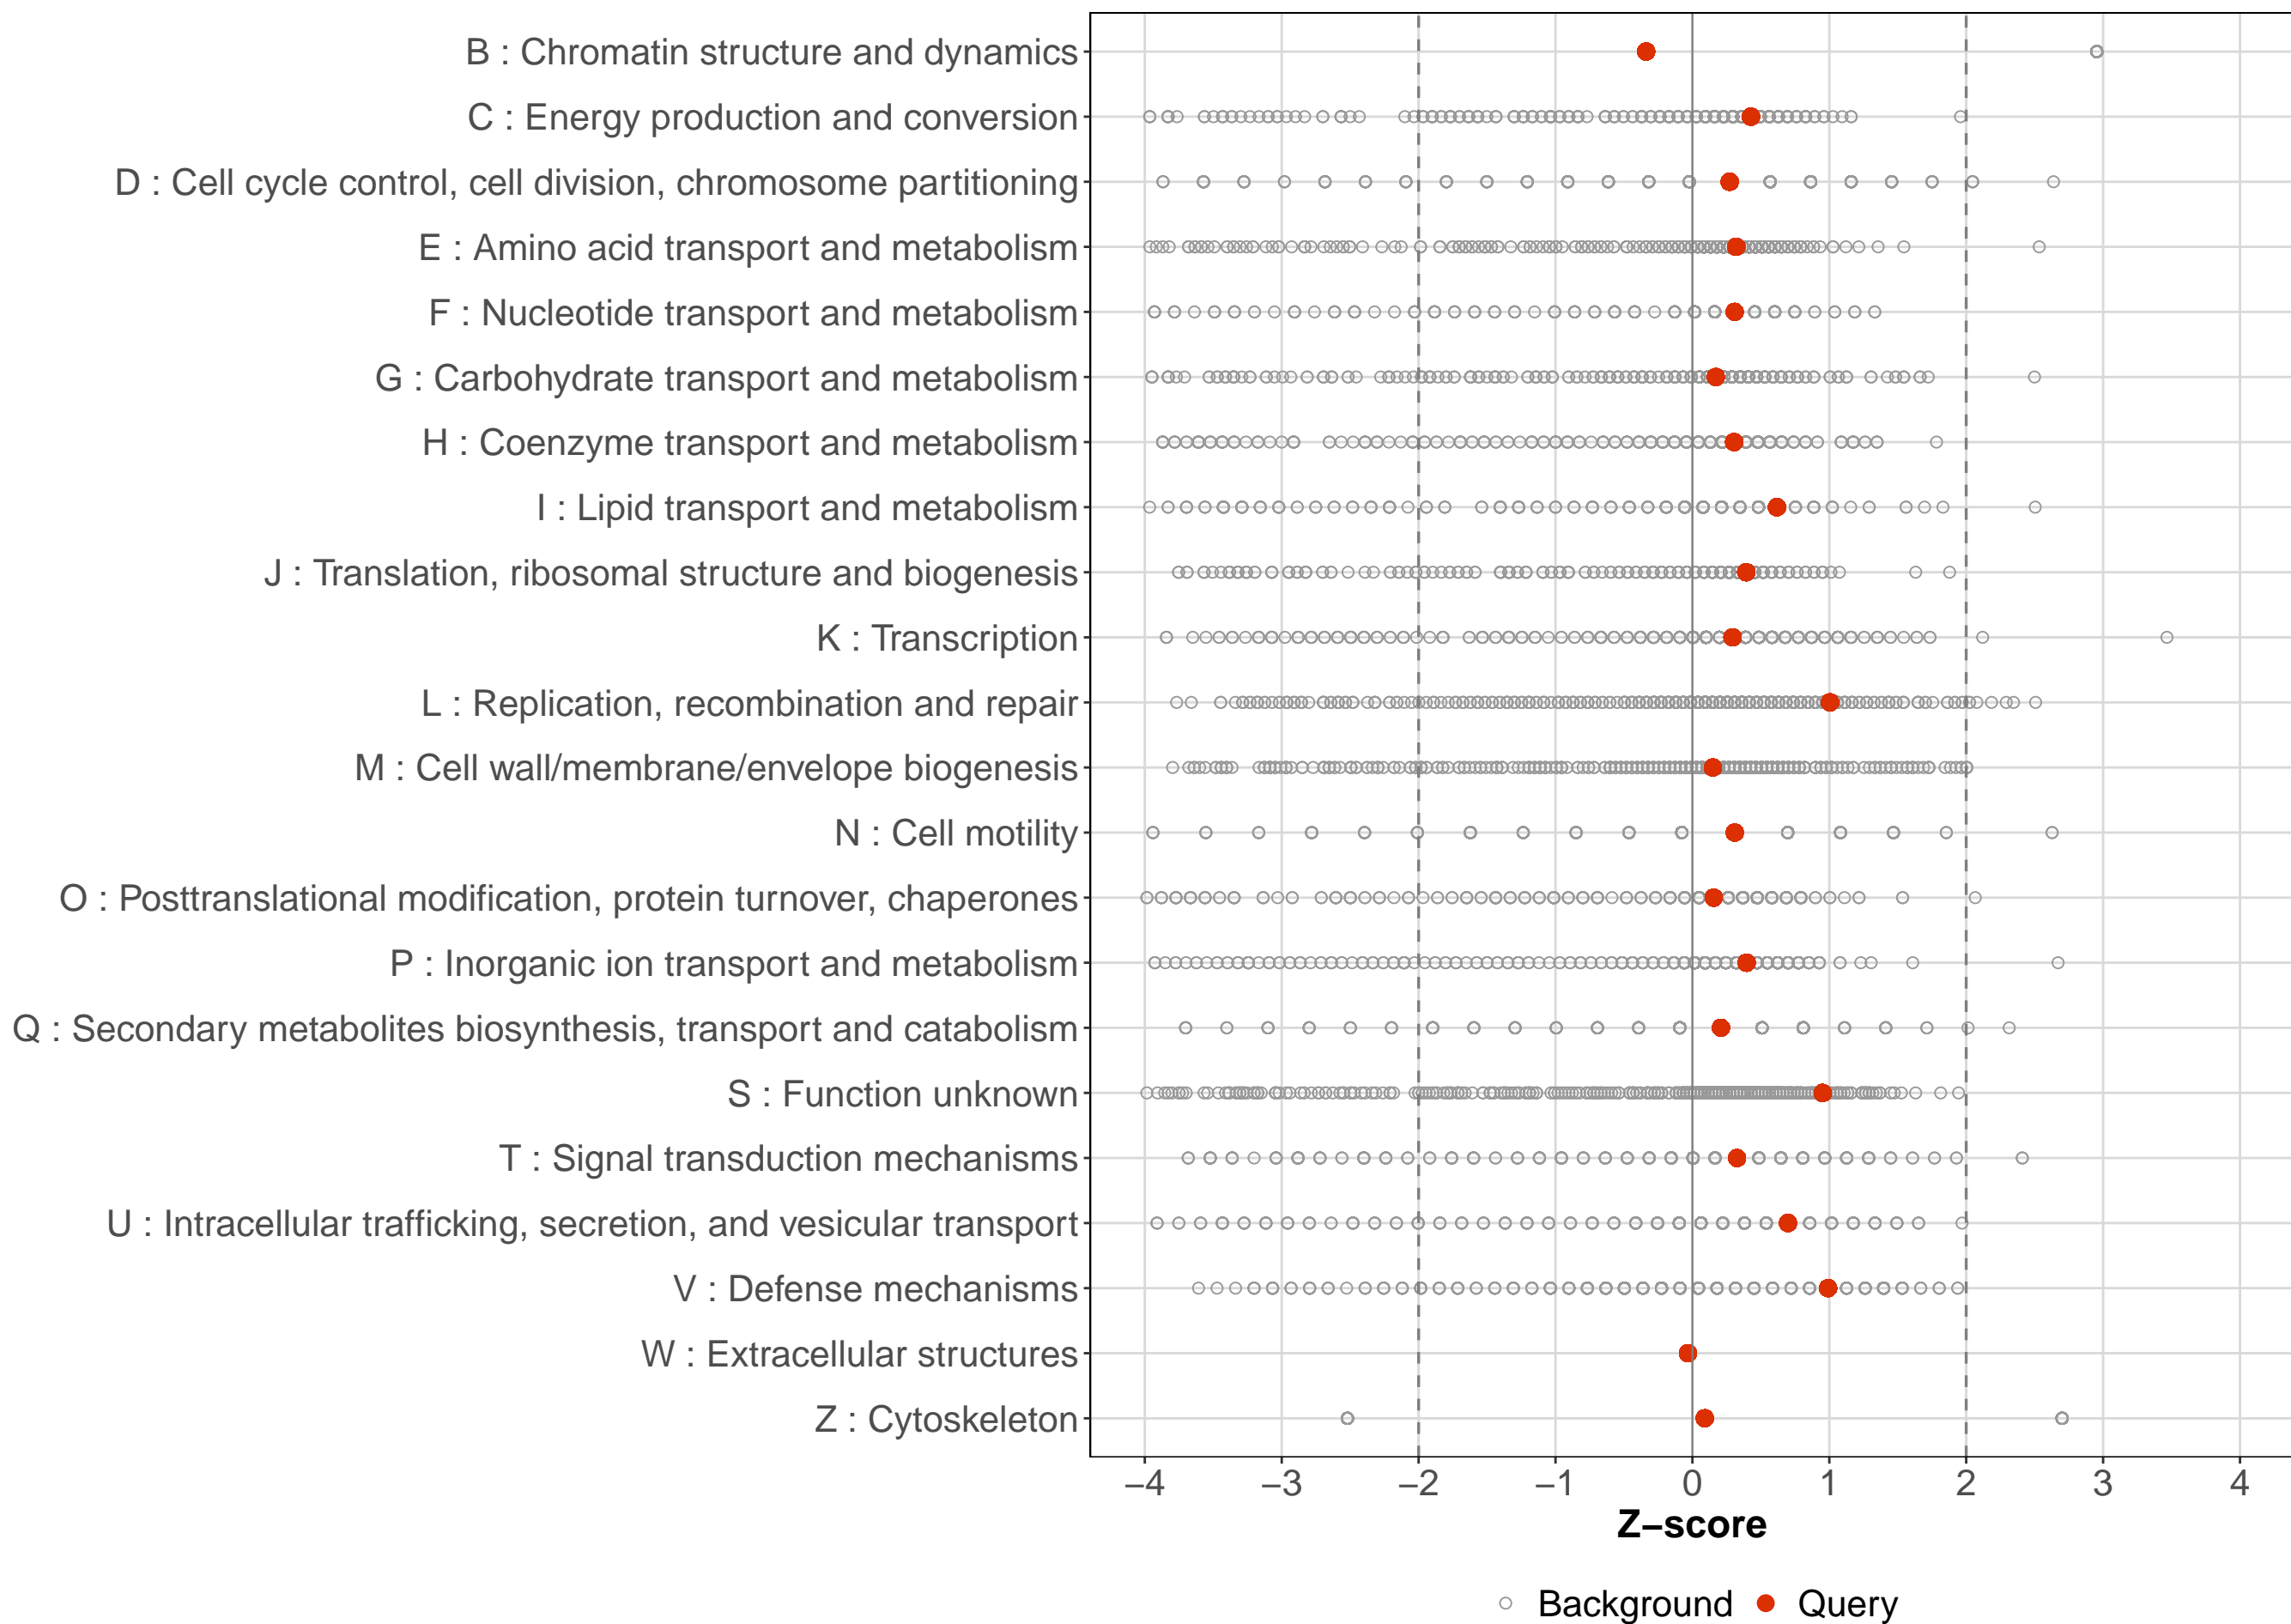 B : Chromatin structure and dynamics
C : Energy production and conversion
D : Cell cycle control, cell division, chromosome partitioning
E : Amino acid transport and metabolism
F : Nucleotide transport and metabolism
G : Carbohydrate transport and metabolism
H : Coenzyme transport and metabolism
I : Lipid transport and metabolism
J : Translation, ribosomal structure and biogenesis
K : Transcription
L : Replication, recombination and repair
M : Cell wall/membrane/envelope biogenesis
N : Cell motility
O : Posttranslational modification, protein turnover, chaperones
P : Inorganic ion transport and metabolism
Q : Secondary metabolites biosynthesis, transport and catabolism
S : Function unknown
T : Signal transduction mechanisms
U : Intracellular trafficking, secretion, and vesicular transport
V : Defense mechanisms
W : Extracellular structures
Z : Cytoskeleton
−4 −3 −2 −1 0 1 2 3 4
Z−score
Background Query